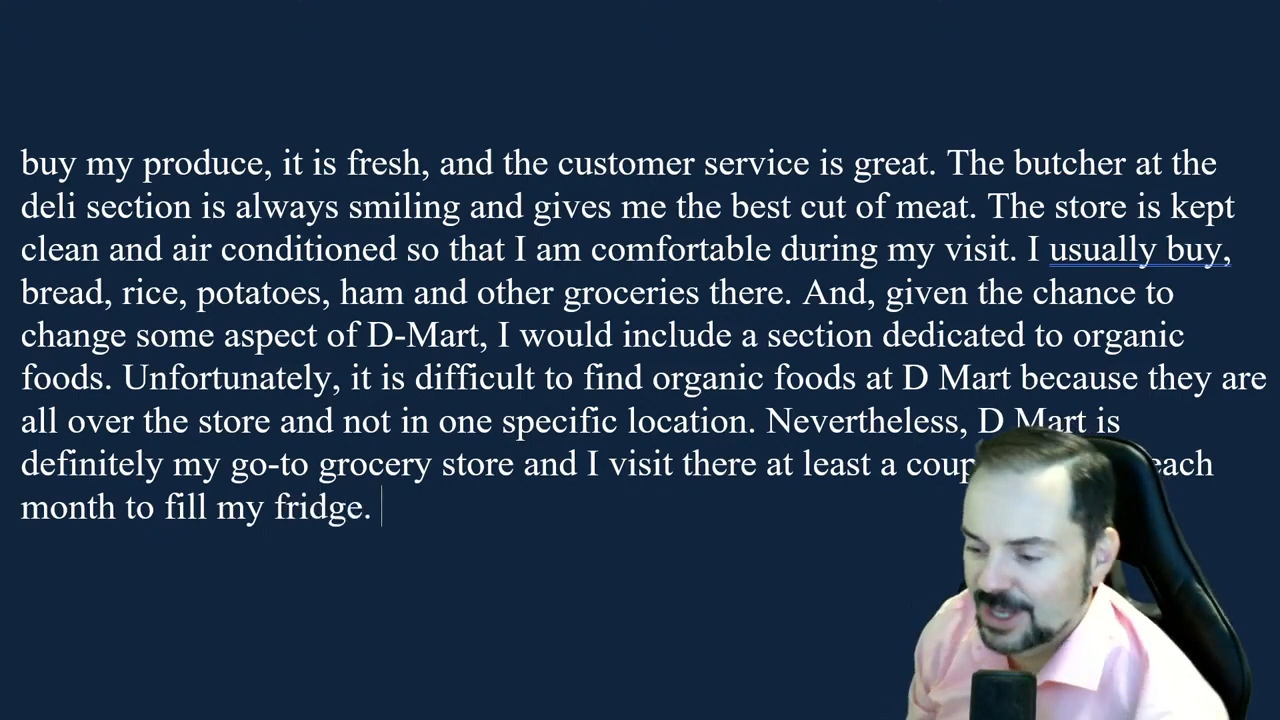 buy my produce, it is fresh, and the customer service is great. The butcher at the
deli section is always smiling and gives me the best cut of meat. The store is kept
clean and air conditioned so that I am comfortable during my visit. I usually buy,
bread, rice, potatoes, ham and other groceries there. And, given the chance to
change some aspect of D-Mart, I would include a section dedicated to organic
foods. Unfortunately, it is difficult to find organic foods at D Mart because they are
all over the store and not in one specific location. Nevertheless, D Mart is
definitely my go-to grocery store and I visit there at least a each
month to fill my fridge.